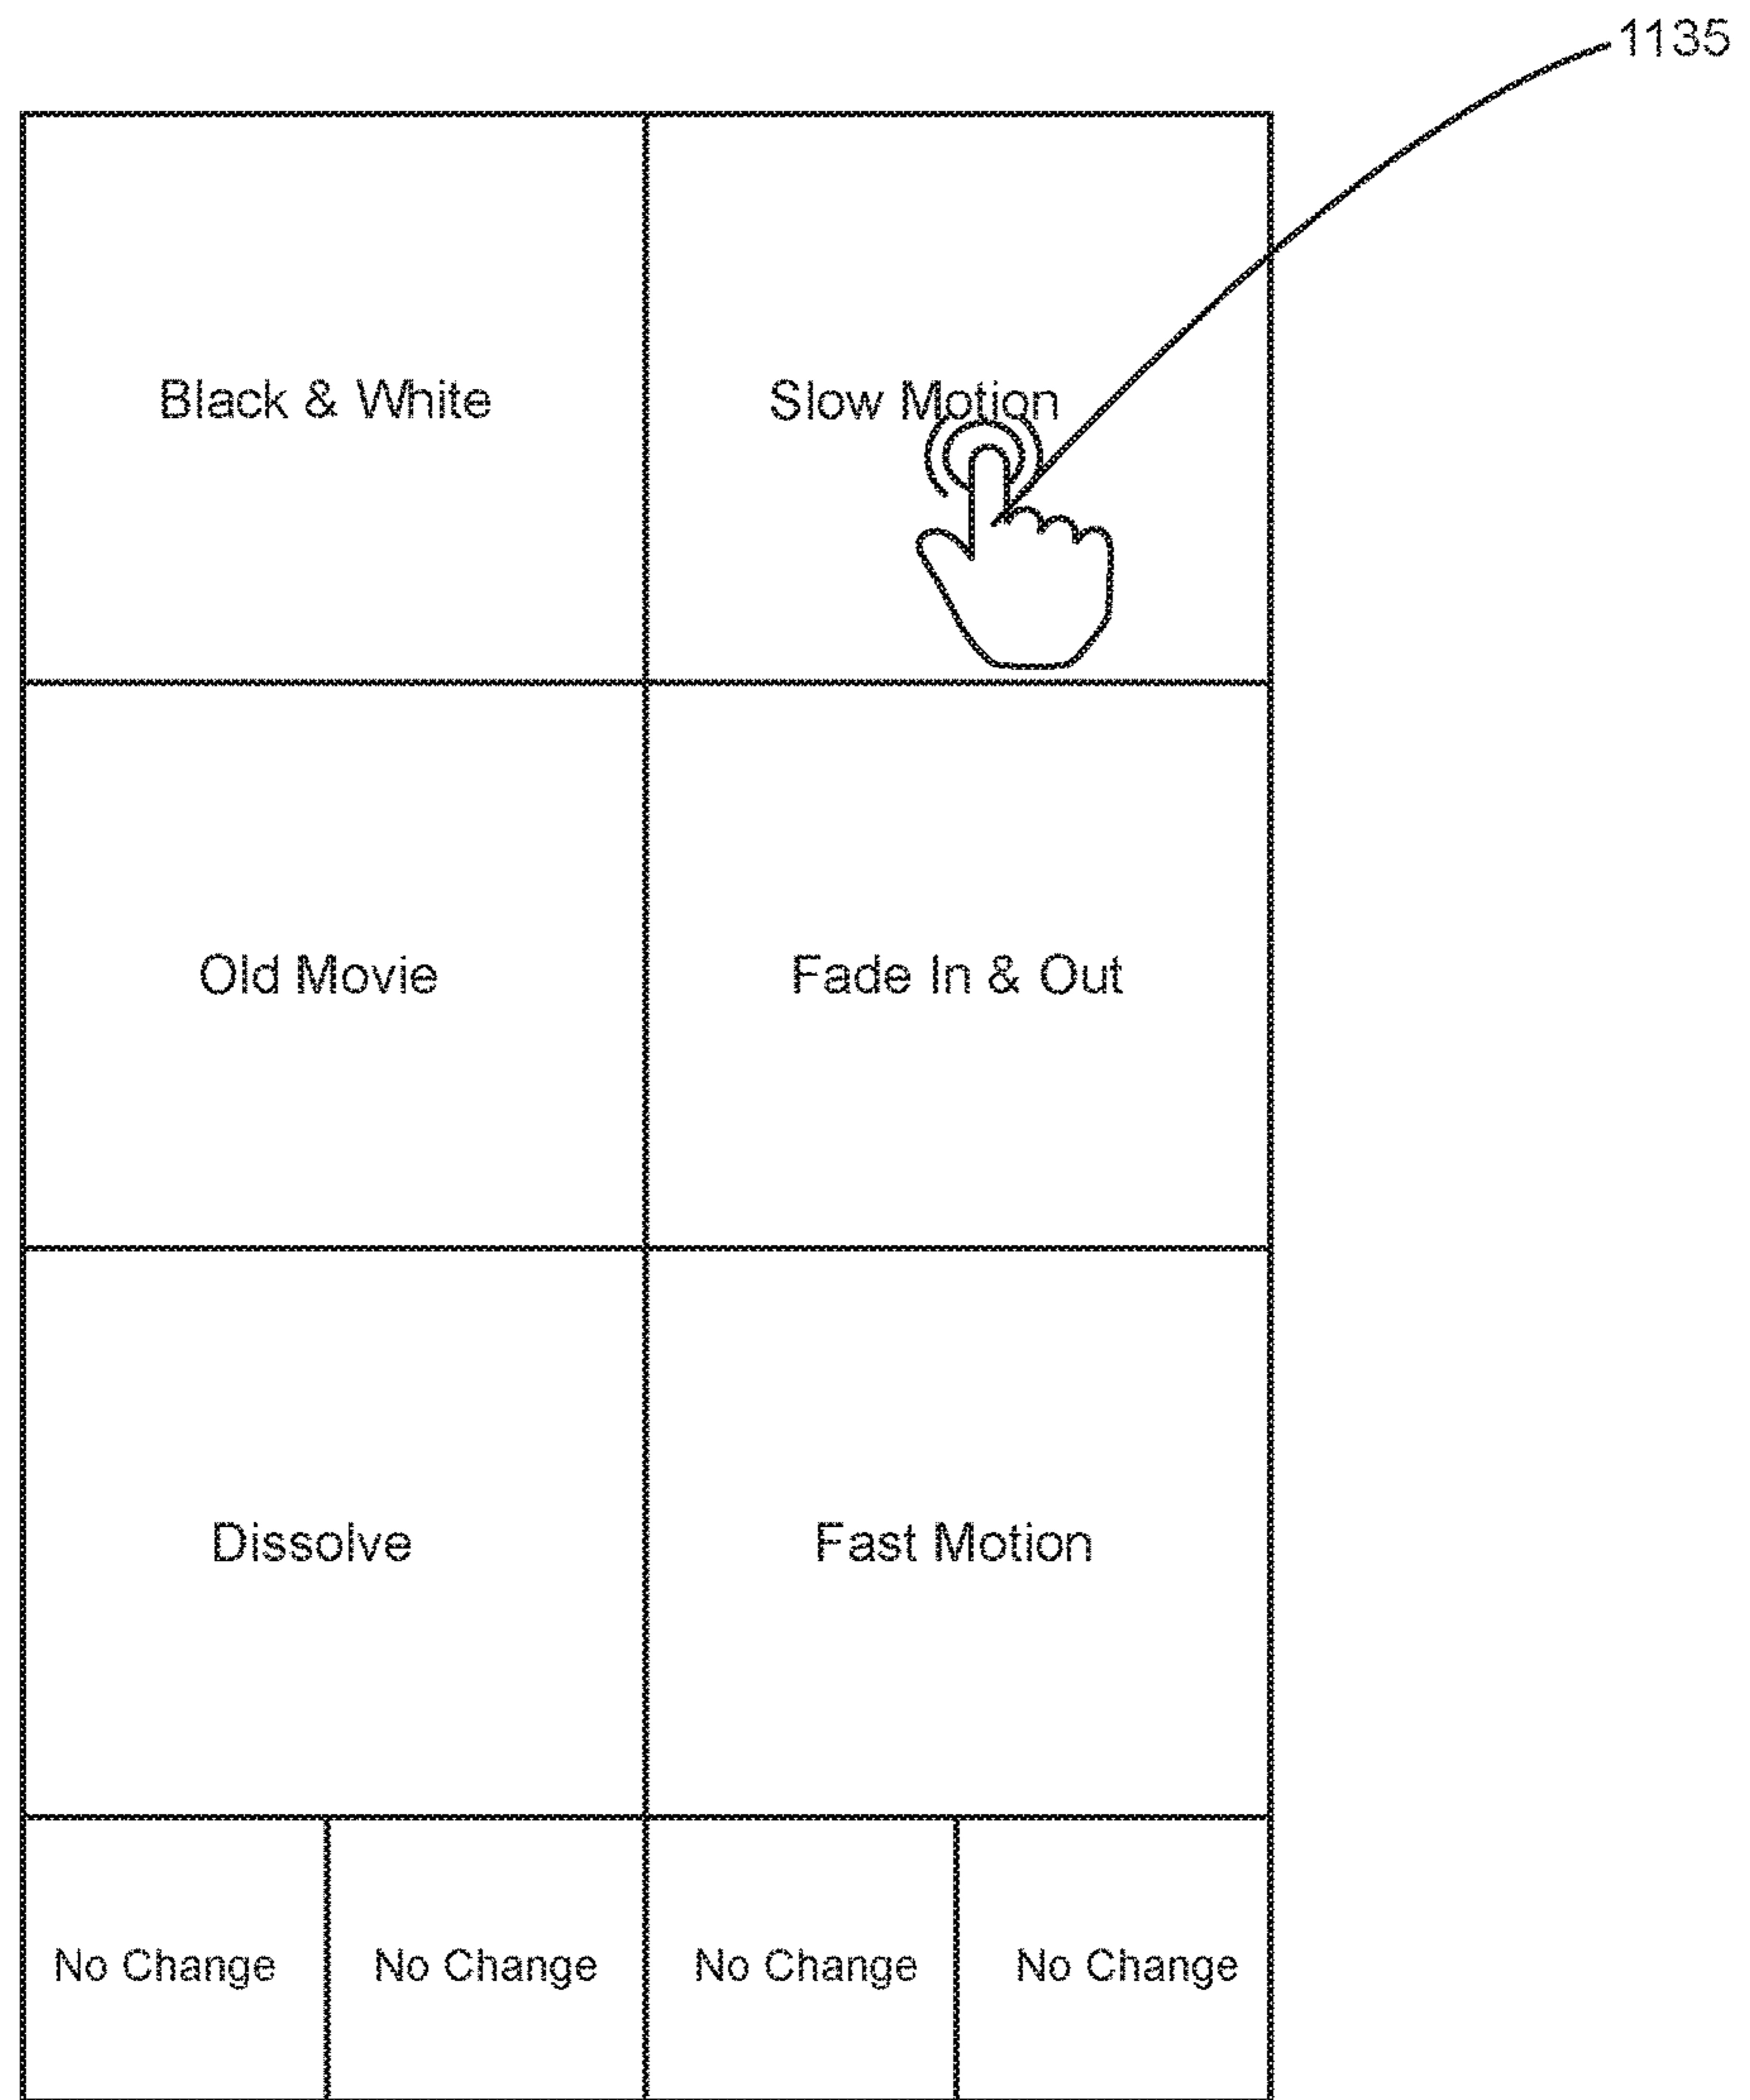 1135
Black & White
Slow Motion
Old Movie
Fade In & Out
Dissolve
Fast Motion
No Change
No Change
No Change
No Change